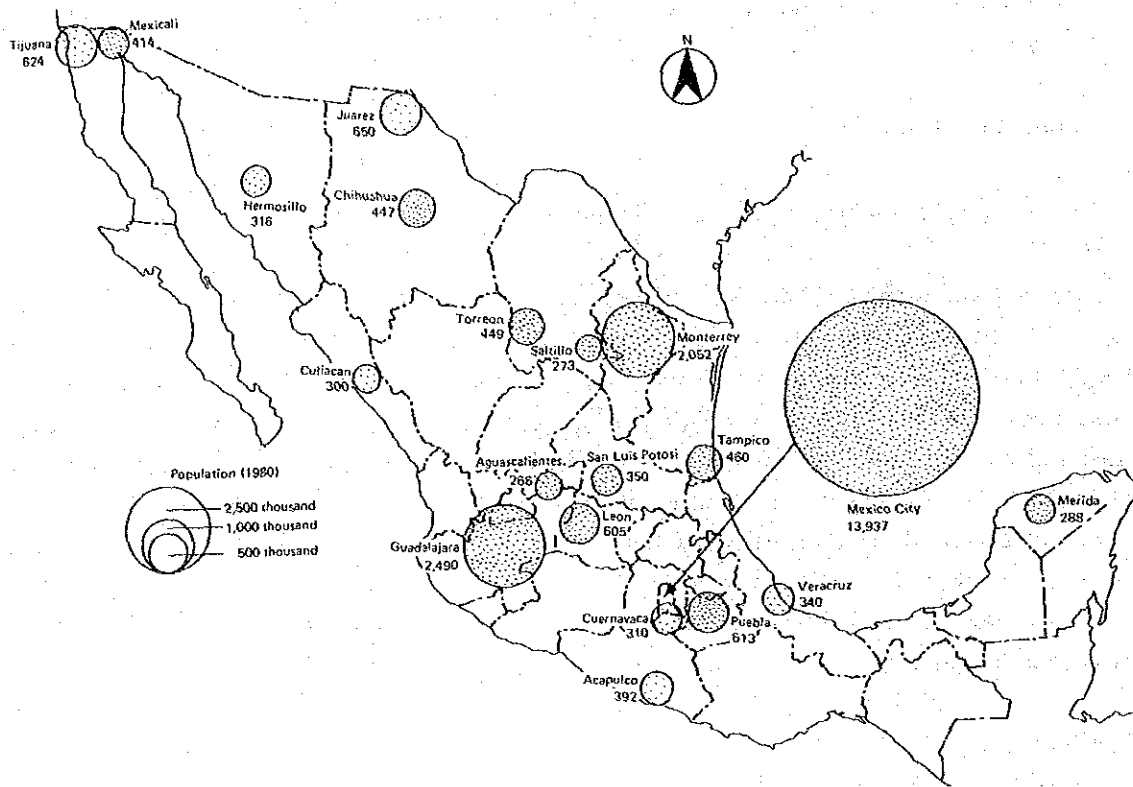 Mexicali
414
Tijuana
624
N
Juarez
650
Hermosillo
316
Chihushua
447
Torreon
449
Saltillo
273
Monterrey
2,052
Culiacan
300
Tampico
460
San Luis Potosi
350
Aguascalientes
266
Population (1980)
2,500 thousand
1,000 thousand
500 thousand
Leon
605
Guadalajara
2,490
Mexico City
13,937
Merida
288
Veracruz
340
Cuernavaca
310
Puebla
613
Acapulco
392